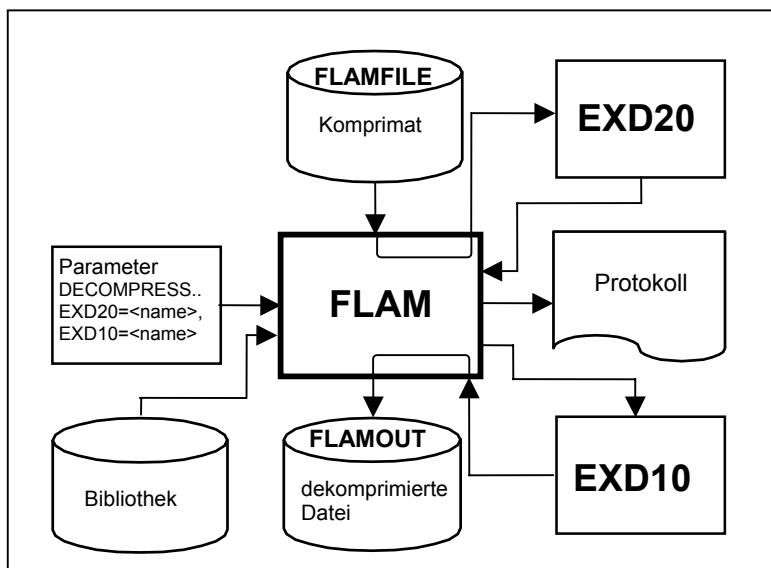 FLAMFILE
Komprimat
EXD20
Parameter
DECOMPRESS..
EXD20=<name>,
EXD10=<name>
FLAM
Protokoll
Bibliothek
FLAMOUT
dekomprimierte
Datei
EXD10